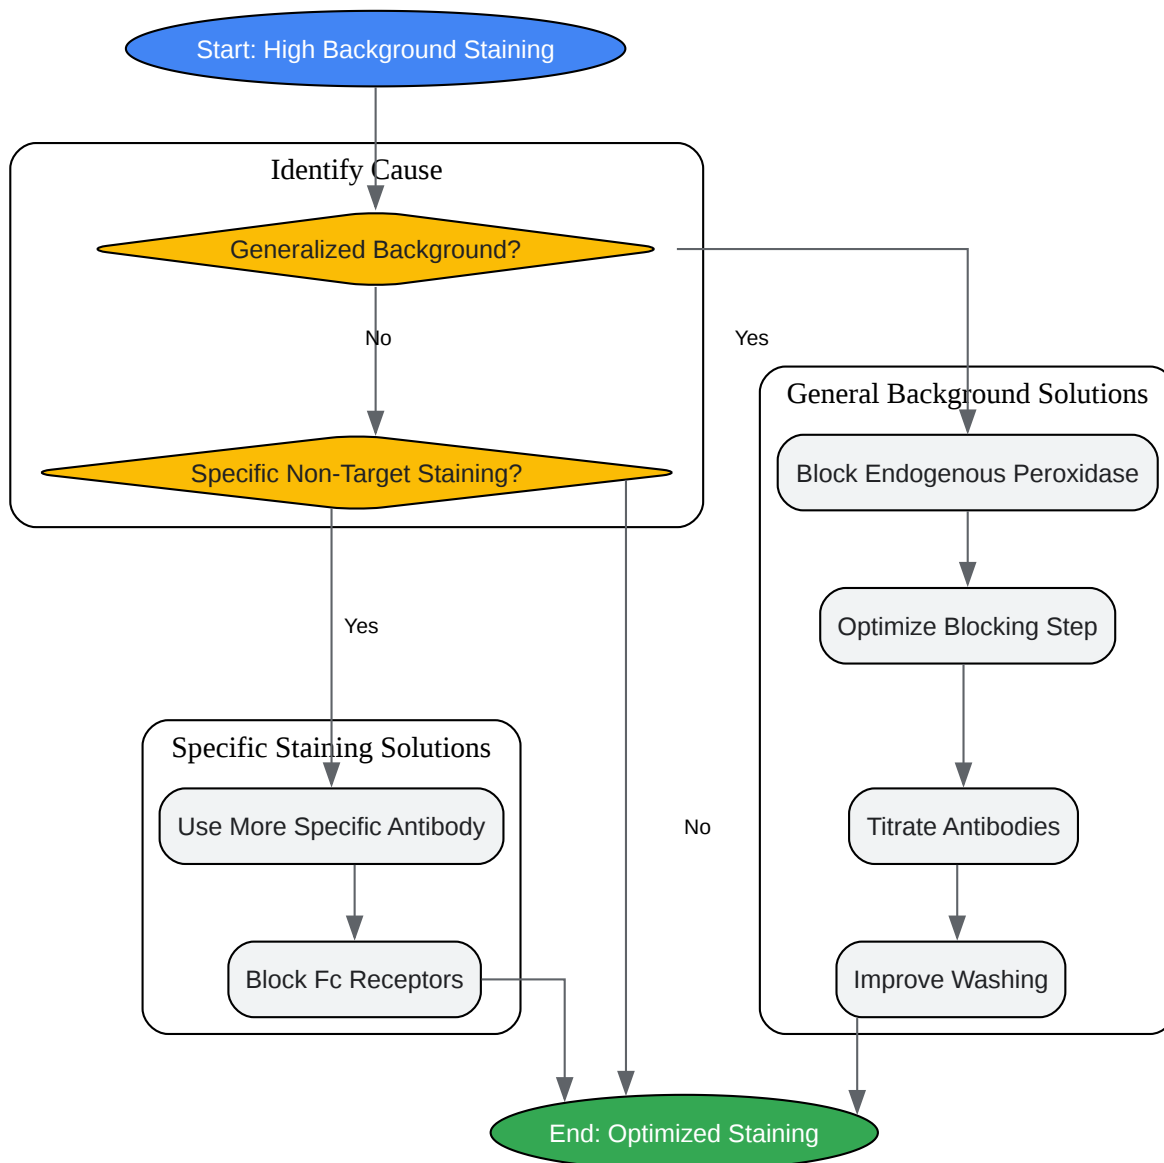 Start: High Background Staining
Identify Cause
Generalized Background?
No
Yes
General Background Solutions
Specific Non-Target Staining?
Block Endogenous Peroxidase
Yes
Optimize Blocking Step
Specific Staining Solutions
Use More Specific Antibody
No
Titrate Antibodies
Block Fc Receptors
Improve Washing
End: Optimized Staining